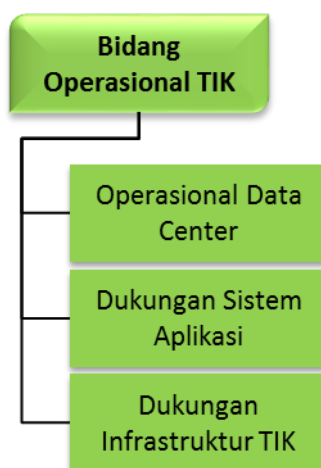 Bidang
Operasional TIK
Operasional Data
Center
Dukungan Sistem
Aplikasi
Dukungan
Infrastruktur TIK